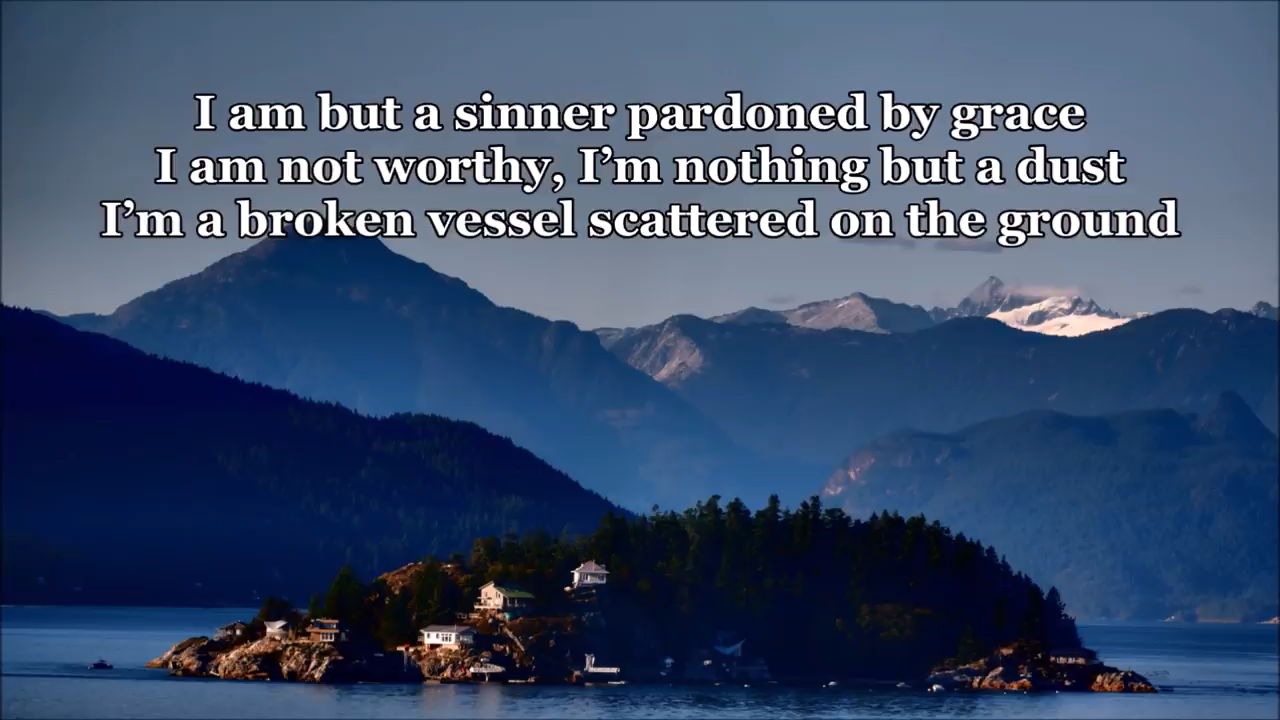 I am but a sinner pardoned by grace
I am not worthy, I’m nothing but a dust
I’m a broken vessel scattered on the ground